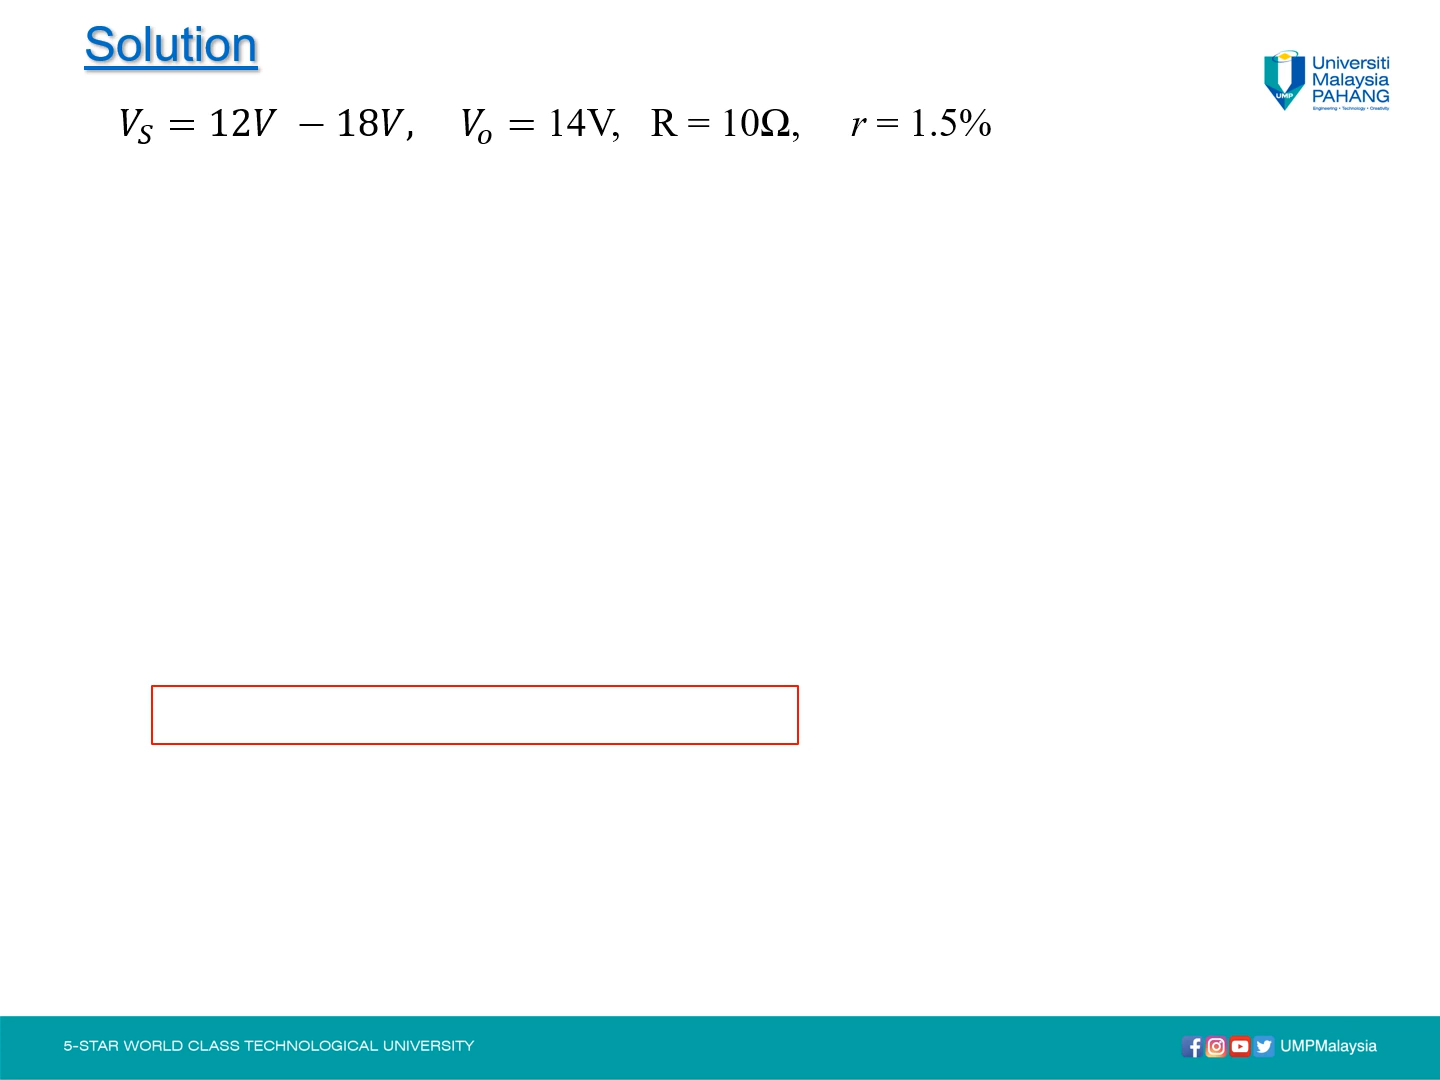 Solution
Universiti
Malaysia
PAHANG
Engineering • Technology • Creativity
UMP
V_S = 12V − 18V, V_o = 14V, R = 10Ω, r = 1.5%
5-STAR WORLD CLASS TECHNOLOGICAL UNIVERSITY
UMPMalaysia